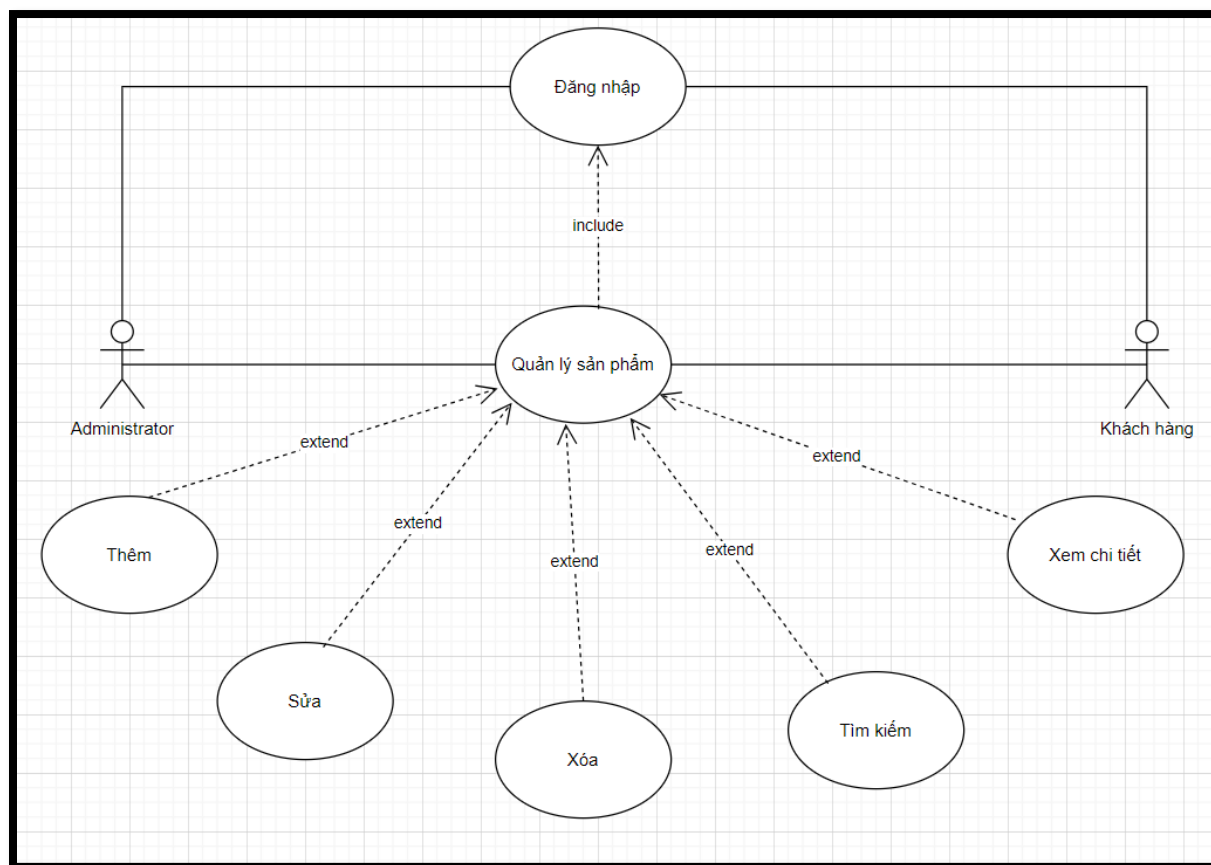 Đăng nhập
include
Quản lý sản phẩm
Administrator
Khách hàng
extend
extend
extend
extend
extend
Thêm
Xem chi tiết
Sửa
Tìm kiếm
Xóa